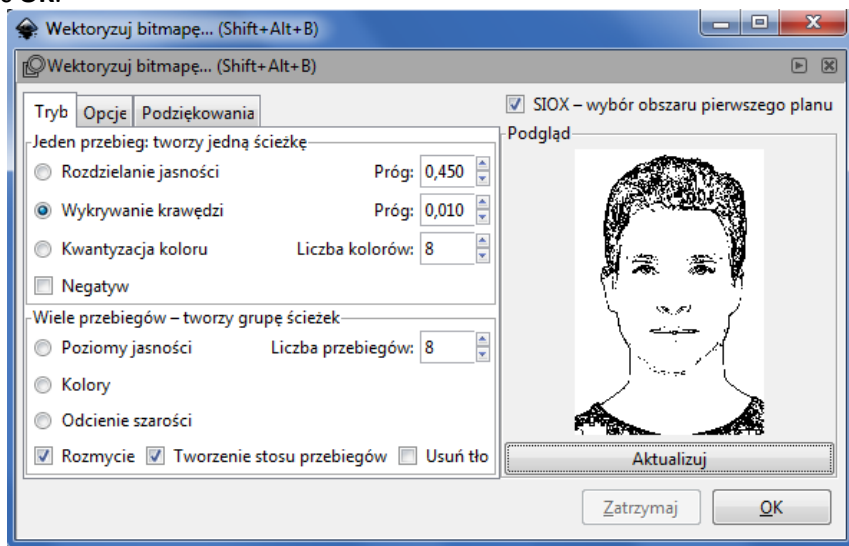 Wektoryzuj bitmapę... (Shift+Alt+B)
Wektoryzuj bitmapę... (Shift+Alt+B)
Tryb Opcje Podziękowania
Jeden przebieg: tworzy jedną ścieżkę
Rozdzielanie jasności Próg: 0,450
Wykrywanie krawędzi Próg: 0,010
Kwantyzacja koloru Liczba kolorów: 8
Negatyw
Wiele przebiegów – tworzy grupę ścieżek
Poziomy jasności Liczba przebiegów: 8
Kolory
Odcienie szarości
Rozmycie Tworzenie stosu przebiegów Usuń tło
SIOX – wybór obszaru pierwszego planu
Podgląd
Aktualizuj
Zatrzymaj OK